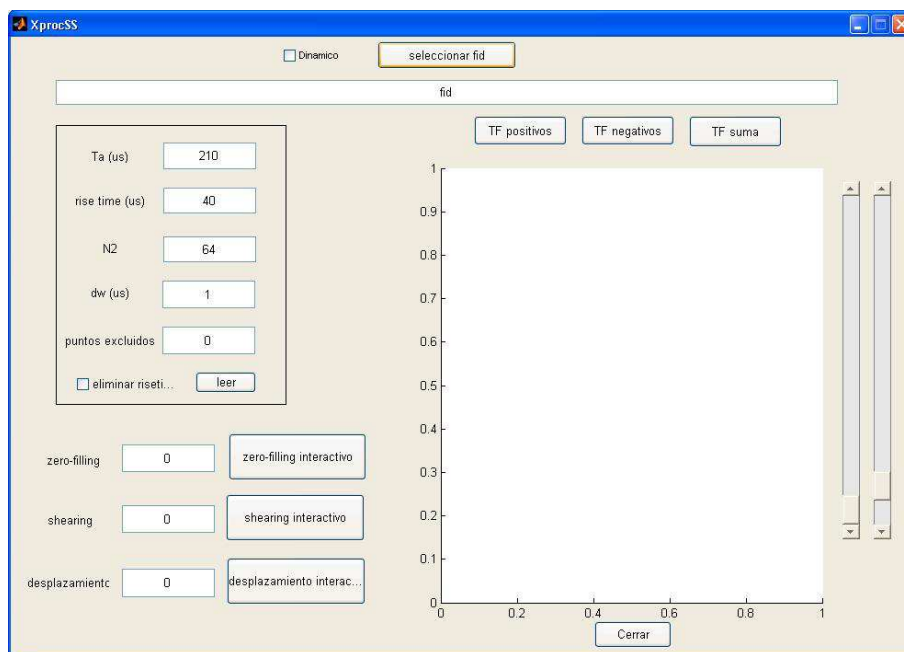 XprocSS
Dinamico
seleccionar fid
fid
TF positivos
TF negativos
TF suma
Ta (us)
210
rise time (us)
40
N2
64
dw (us)
1
puntos excluidos
0
eliminar riseti...
leer
zero-filling
0
zero-filling interactivo
shearing
0
shearing interactivo
desplazamiento
0
desplazamiento interac...
1
0.9
0.8
0.7
0.6
0.5
0.4
0.3
0.2
0.1
0
0
0.2
0.4
0.6
0.8
1
Cerrar